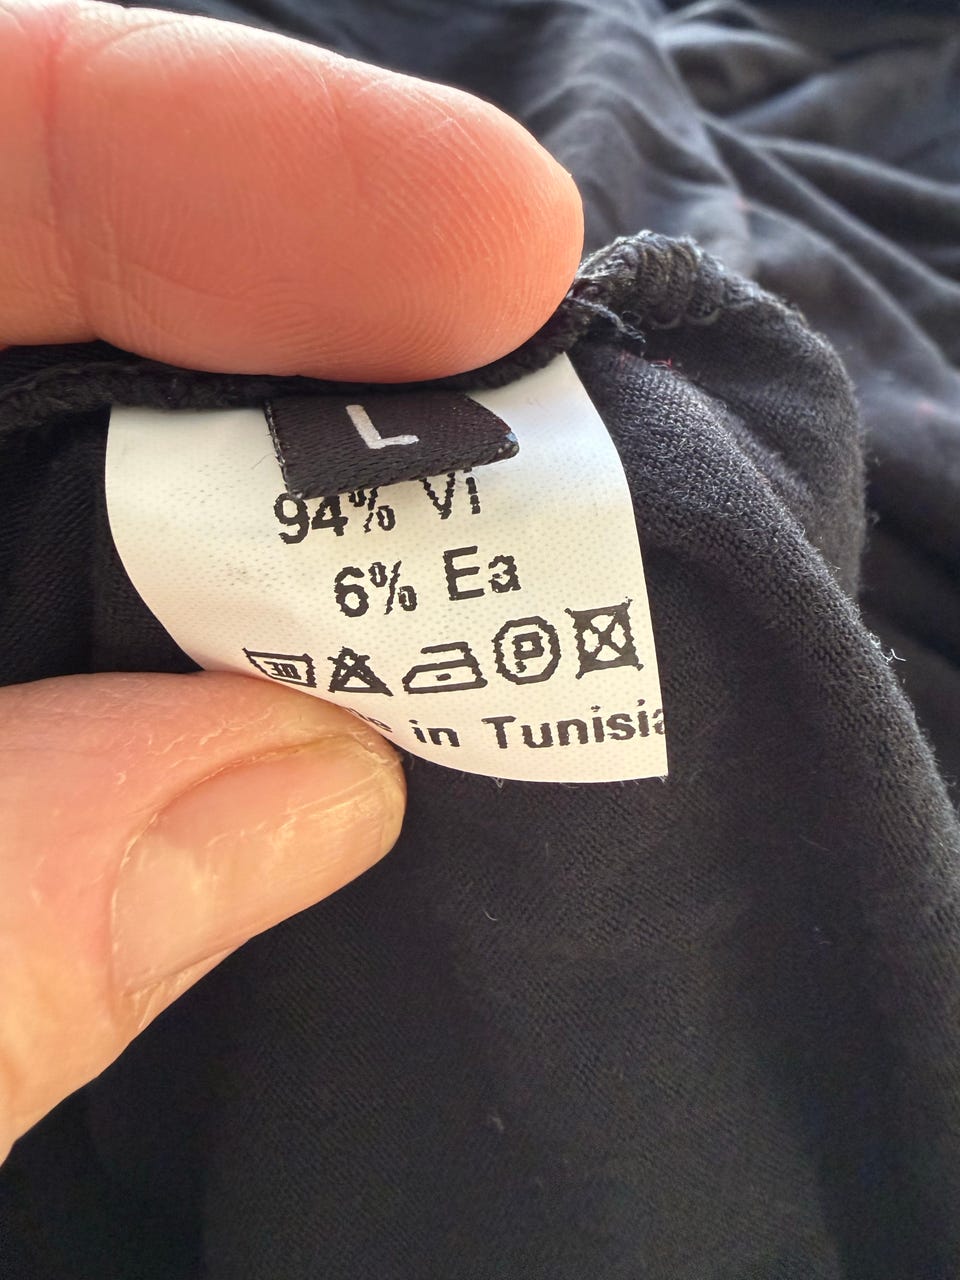 L
94% Vi
6% Ea
P
in Tunisia